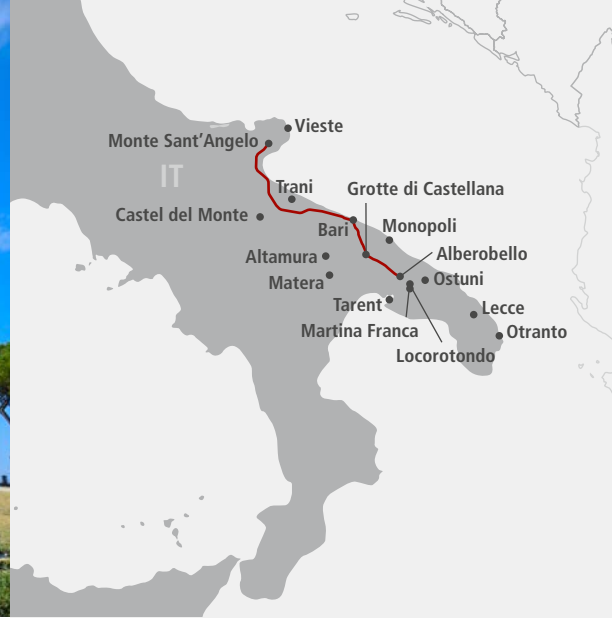 Vieste
Monte Sant'Angelo
IT
Trani
Grotte di Castellana
Castel del Monte
Bari
Monopoli
Altamura
Alberobello
Matera
Ostuni
Tarent
Lecce
Martina Franca
Otranto
Locorotondo